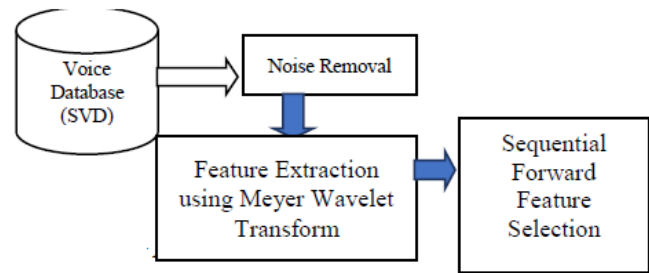 Voice
Database
(SVD)
Noise Removal
Feature Extraction
using Meyer Wavelet
Transform
Sequential
Forward
Feature
Selection